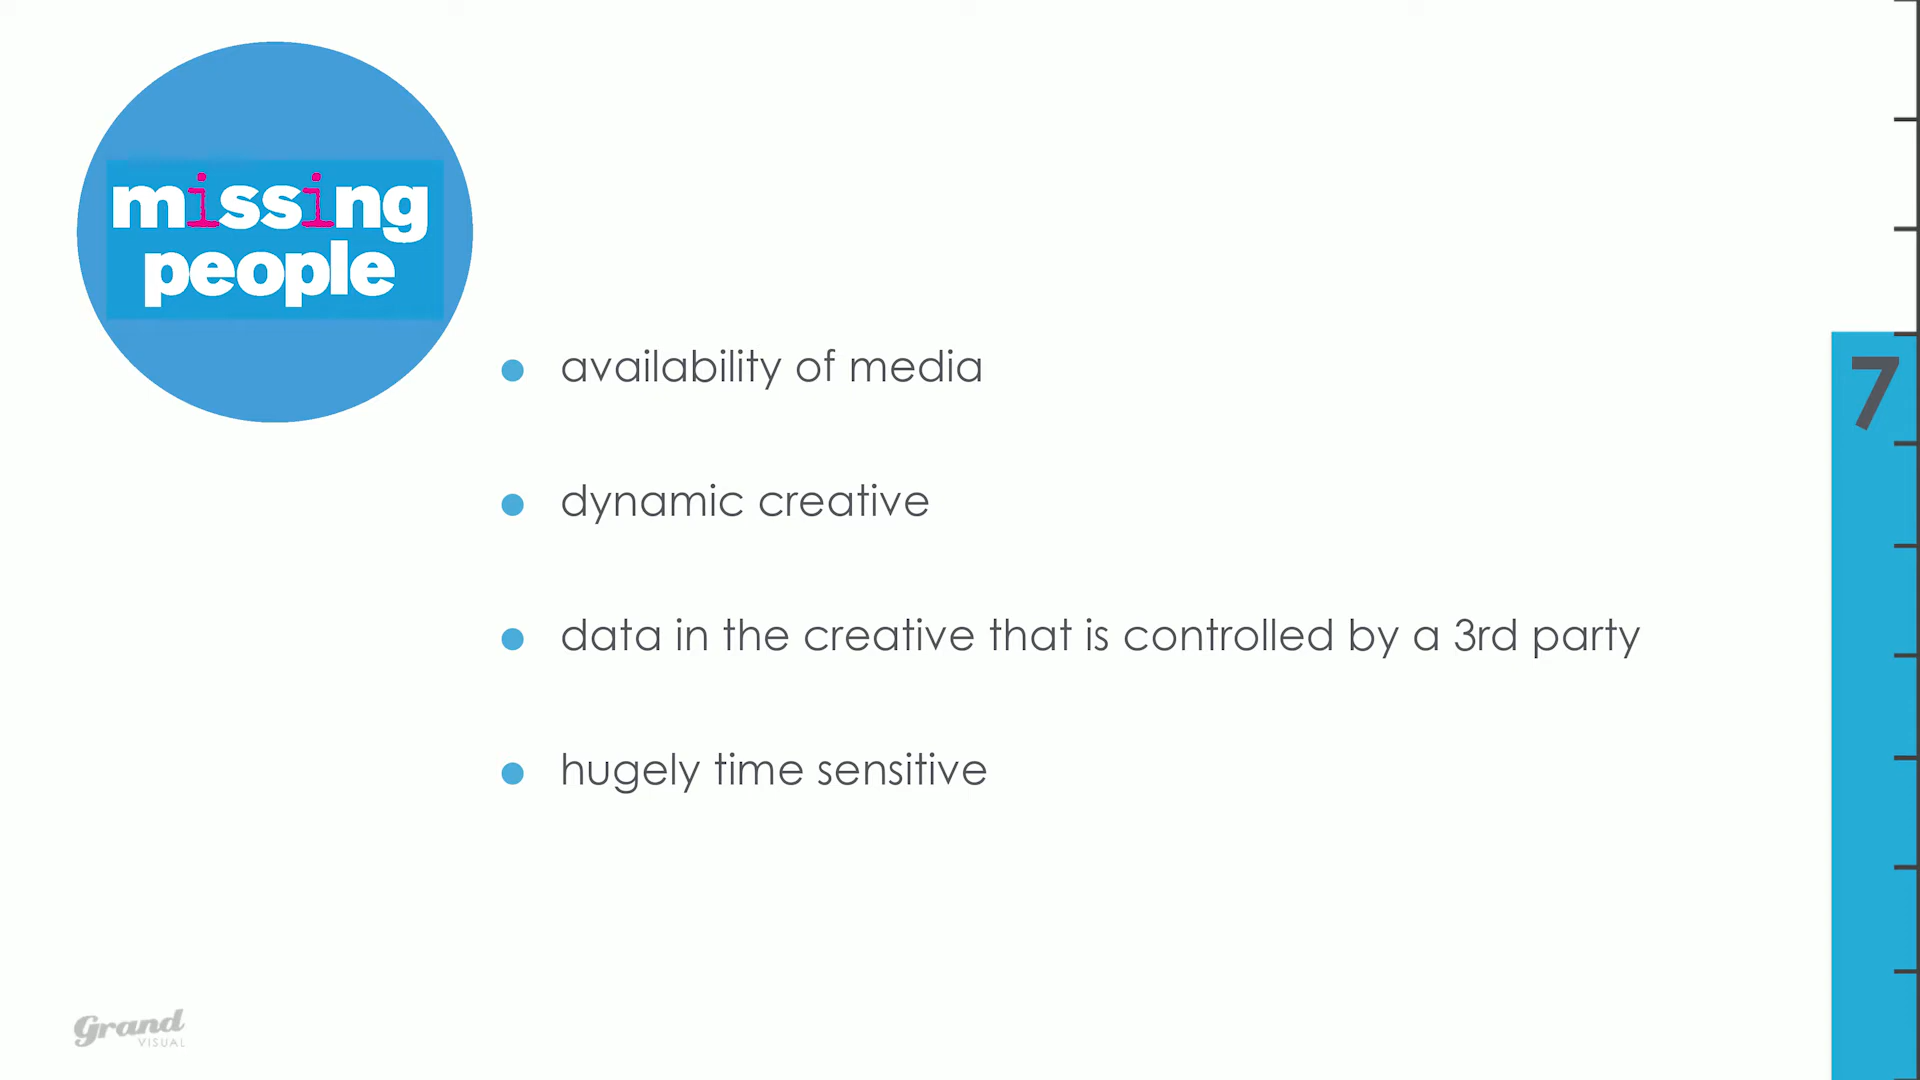 missing
people
availability of media
7
dynamic creative
data in the creative that is controlled by a 3rd party
hugely time sensitive
Grand
VISUAL